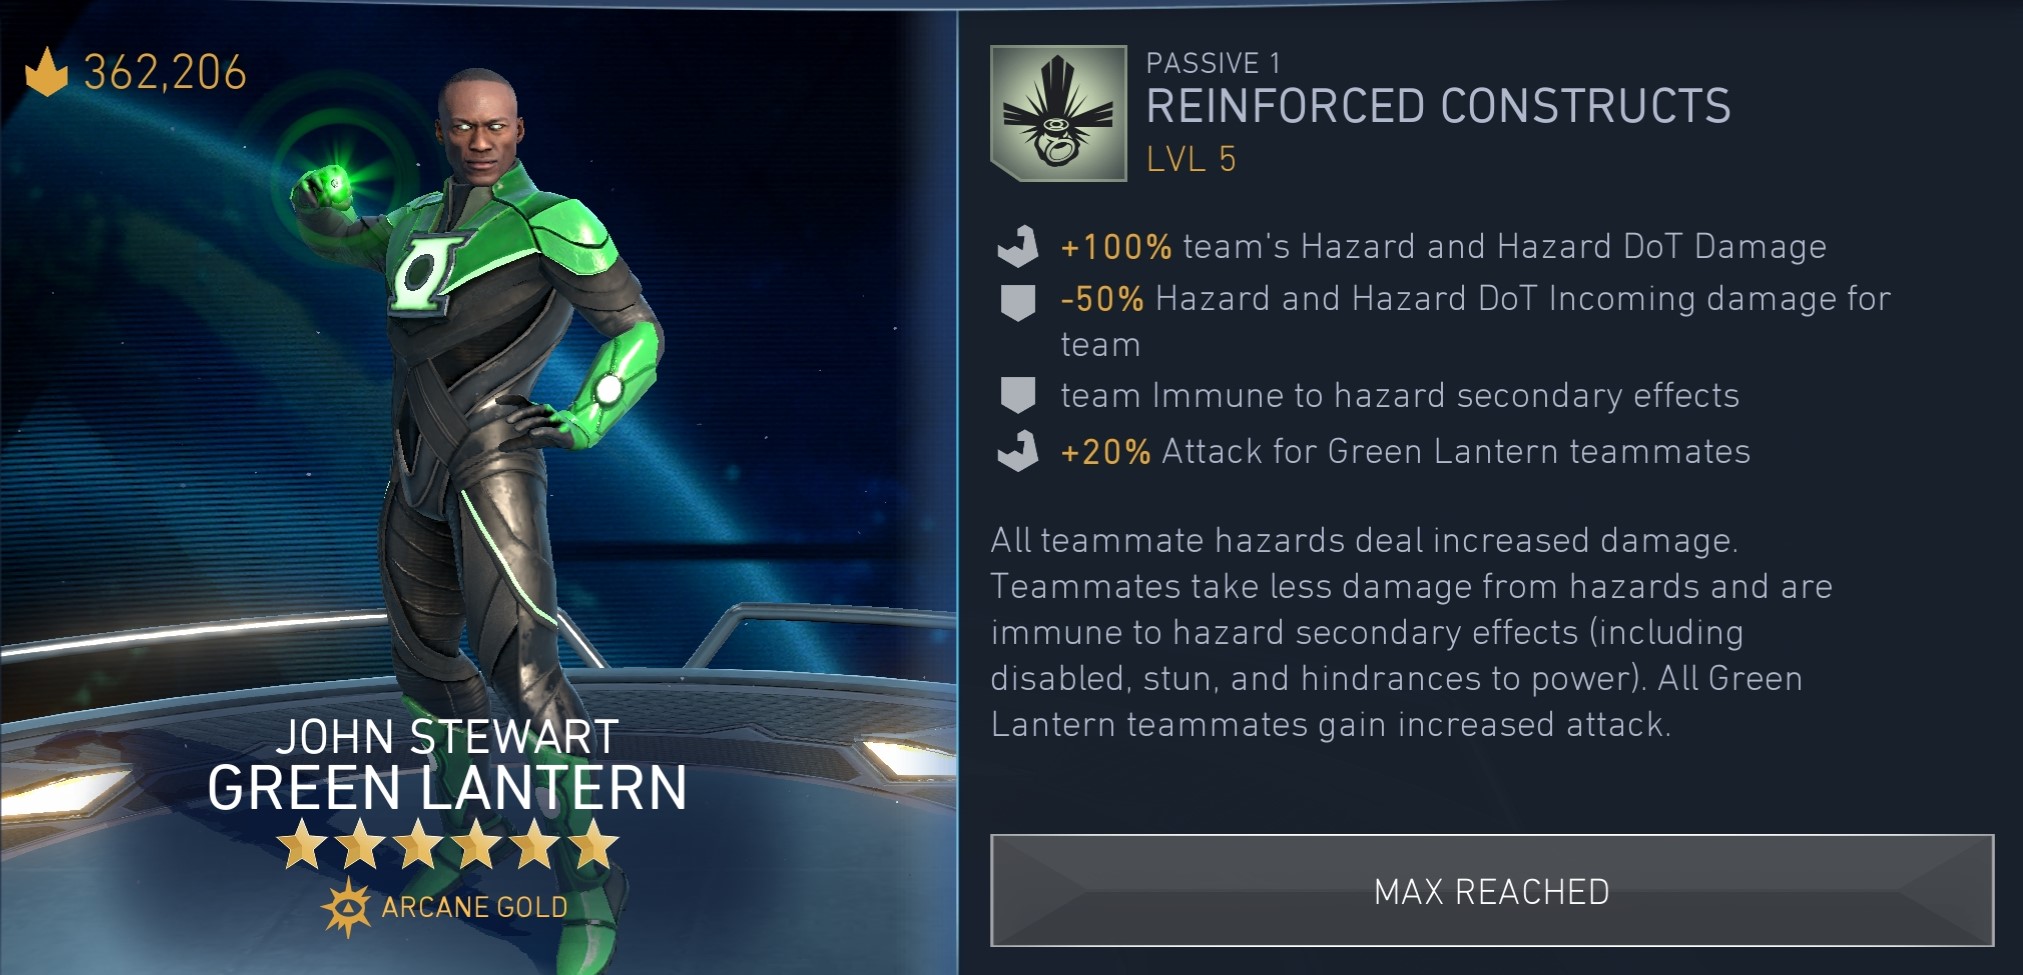 362,206
JOHN STEWART
GREEN LANTERN
ARCANE GOLD
PASSIVE 1
REINFORCED CONSTRUCTS
LVL 5
+100% team's Hazard and Hazard DoT Damage
-50% Hazard and Hazard DoT Incoming damage for
team
team Immune to hazard secondary effects
+20% Attack for Green Lantern teammates
All teammate hazards deal increased damage.
Teammates take less damage from hazards and are
immune to hazard secondary effects (including
disabled, stun, and hindrances to power). All Green
Lantern teammates gain increased attack.
MAX REACHED